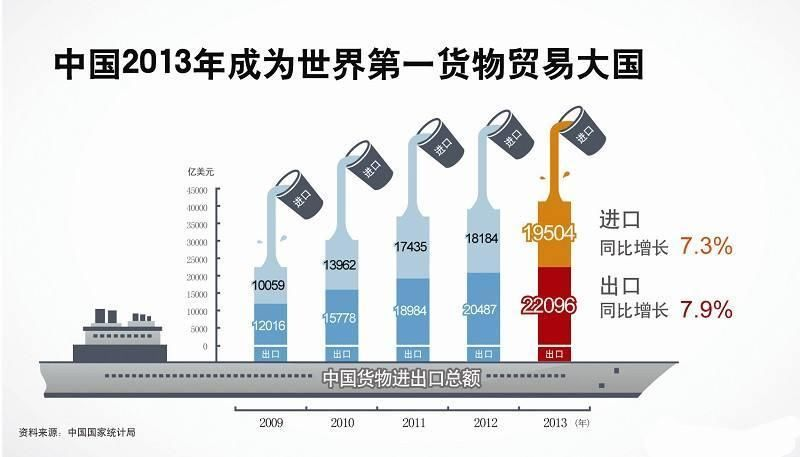 中国2013年成为世界第一货物贸易大国
亿美元
45000
40000
35000
30000
25000
20000
15000
10000
5000
0
进口
进口
进口
进口
进口
10059
13962
17435
18184
19504
12016
15778
18984
20487
22096
出口
出口
出口
出口
出口
进口
同比增长 7.3%
出口
同比增长 7.9%
中国货物进出口总额
2009 2010 2011 2012 2013 (年)
资料来源：中国国家统计局